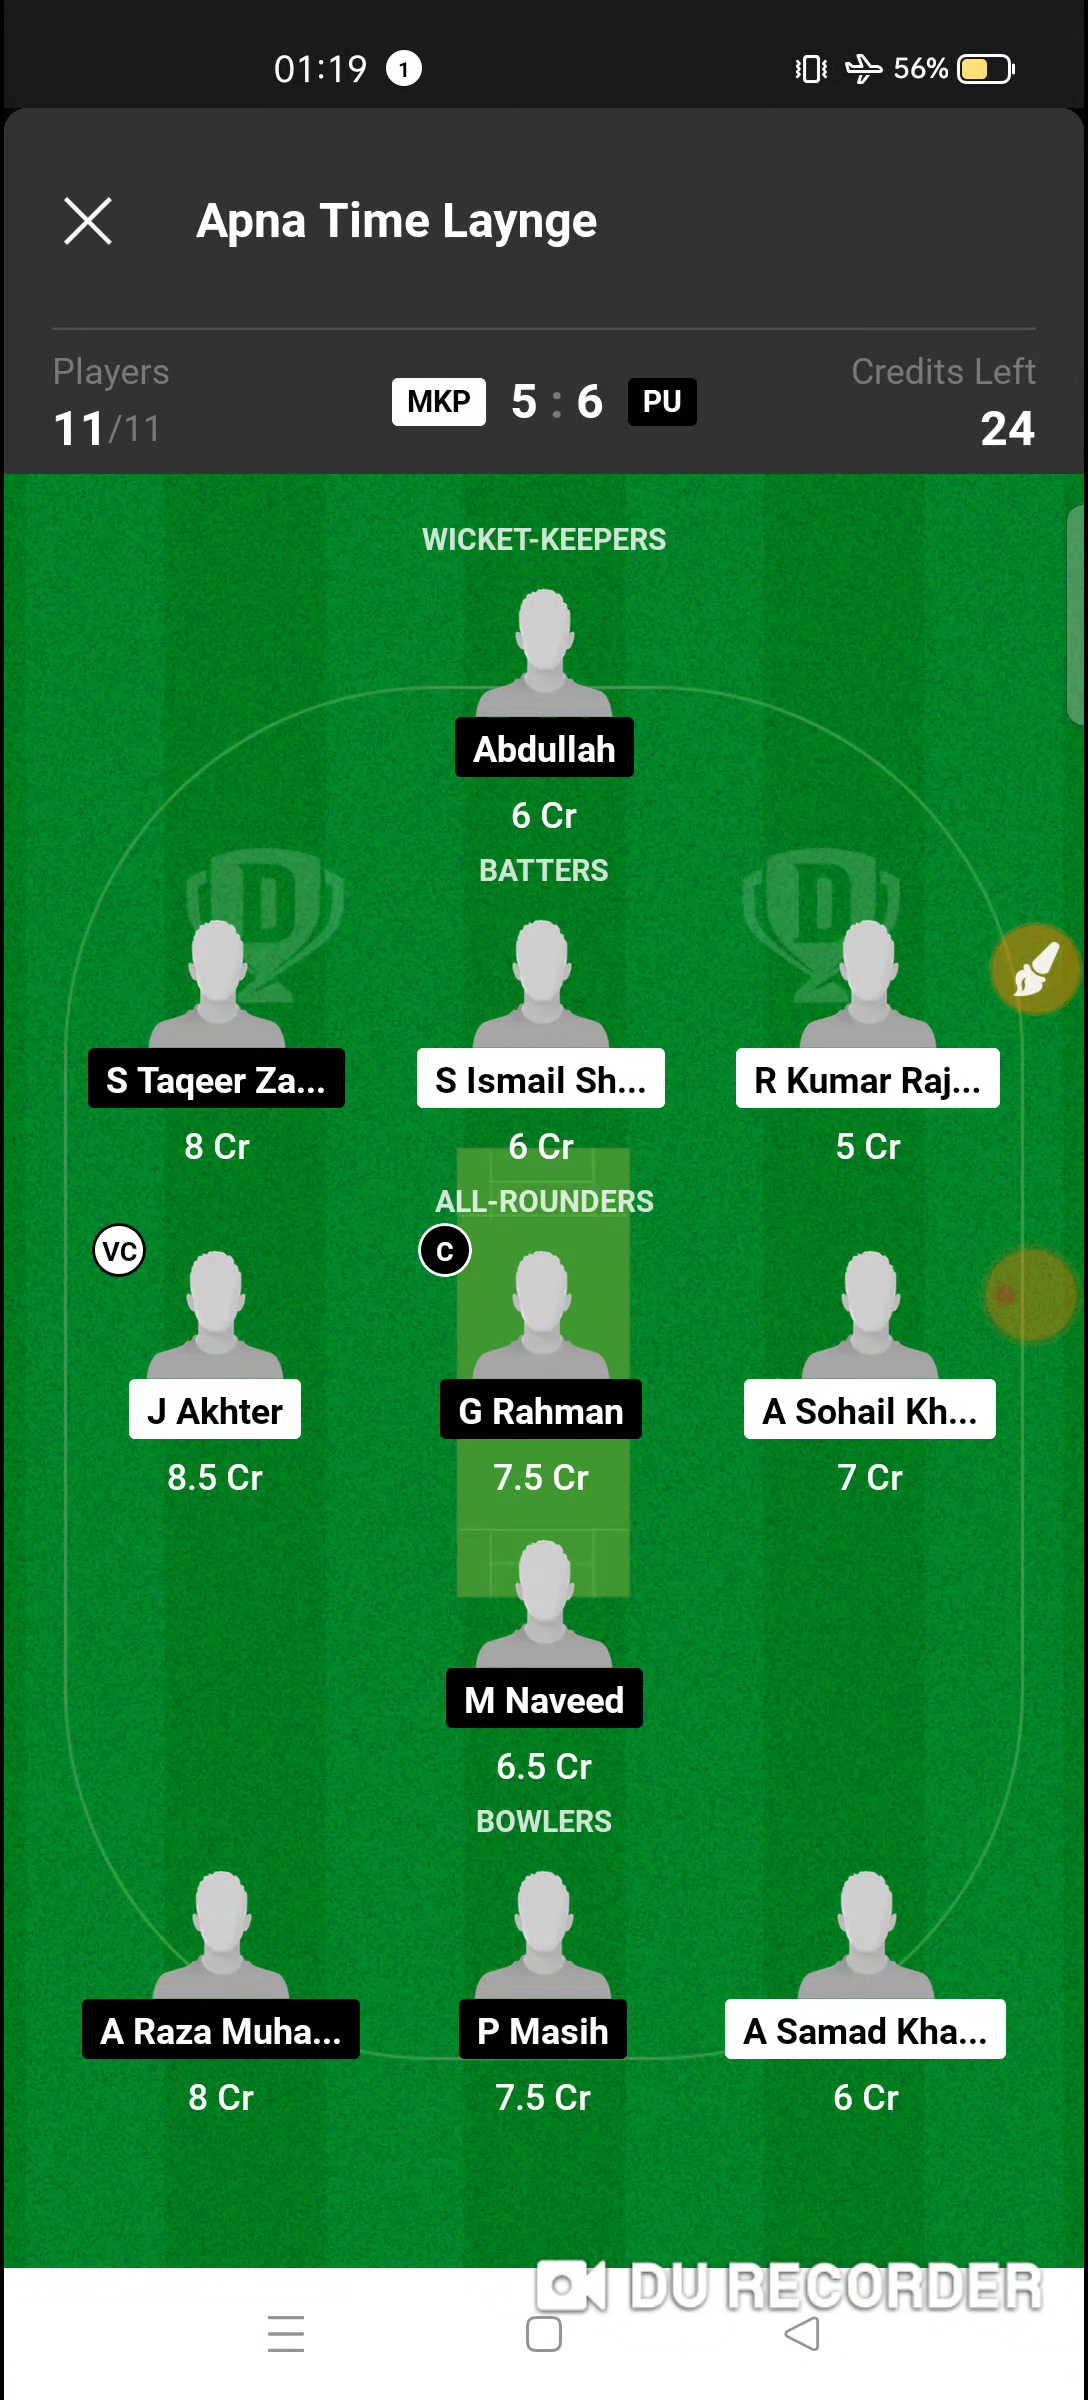 01:19 1 56%
Apna Time Laynge
Players Credits Left
11/11 MKP 5 : 6 PU 24
WICKET-KEEPERS
Abdullah
6 Cr
BATTERS
S Taqeer Za... S Ismail Sh... R Kumar Raj...
8 Cr 6 Cr 5 Cr
ALL-ROUNDERS
VC C
J Akhter G Rahman A Sohail Kh...
8.5 Cr 7.5 Cr 7 Cr
M Naveed
6.5 Cr
BOWLERS
A Raza Muha... P Masih A Samad Kha...
8 Cr 7.5 Cr 6 Cr
DU RECORDER